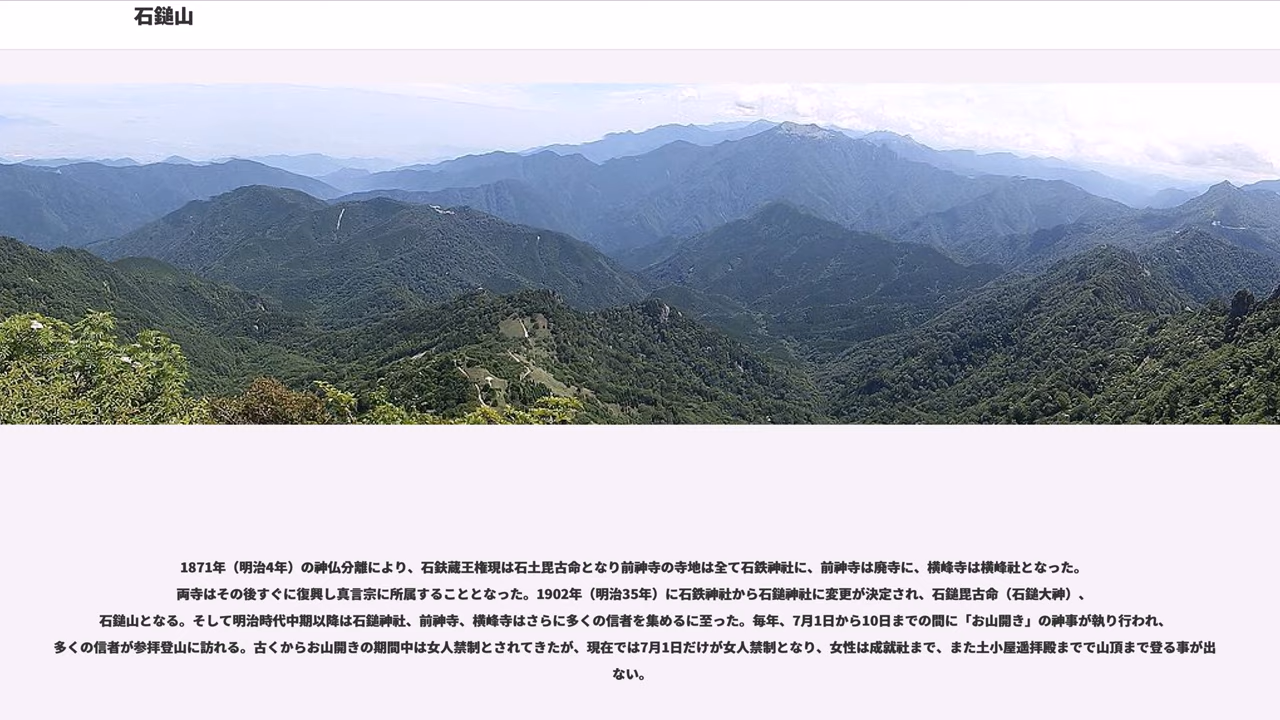 石鎚山
1871年（明治4年）の神仏分離により、石鈇蔵王権現は石土毘古命となり前神寺の寺地は全て石鉄神社に、前神寺は廃寺に、横峰寺は横峰社となった。
両寺はその後すぐに復興し真言宗に所属することとなった。1902年（明治35年）に石鉄神社から石鎚神社に変更が決定され、石鎚毘古命（石鎚大神）、
石鎚山となる。そして明治時代中期以降は石鎚神社、前神寺、横峰寺はさらに多くの信者を集めるに至った。毎年、7月1日から10日までの間に「お山開き」の神事が執り行われ、
多くの信者が参拝登山に訪れる。古くからお山開きの期間中は女人禁制とされてきたが、現在では7月1日だけが女人禁制となり、女性は成就社まで、また土小屋遥拝殿までで山頂まで登る事が出
ない。